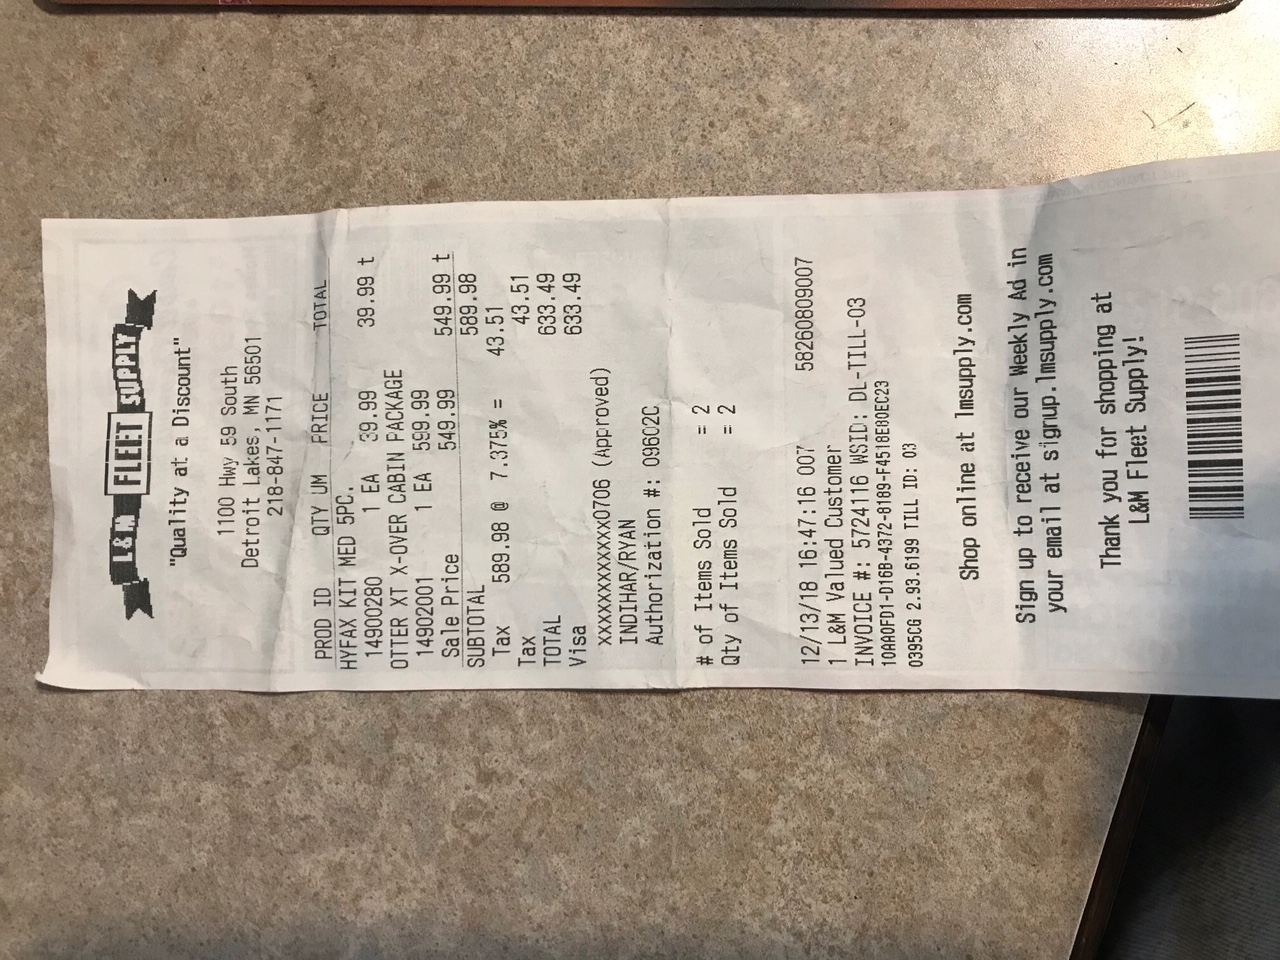 L&M FLEET SUPPLY
"Quality at a Discount"
1100 Hwy 59 South
Detroit Lakes, MN 56501
218-847-1171
PROD ID QTY UM PRICE TOTAL
HYFAX KIT MED 5PC.
14900280 1 EA 39.99 39.99 t
OTTER XT X-OVER CABIN PACKAGE
14902001 1 EA 599.99
Sale Price 549.99 549.99 t
SUBTOTAL 589.98
Tax 589.98 @ 7.375% = 43.51
Tax 43.51
TOTAL 633.49
Visa 633.49
XXXXXXXXXXXX0706 (Approved)
INDIHAR/RYAN
Authorization #: 09602C
# of Items Sold = 2
Qty of Items Sold = 2
12/13/18 16:47:16 007 58260809007
1 L&M Valued Customer
INVOICE #: 5724116 WSID: DL-TILL-03
10AA0FD1-D16B-4372-8189-F4518E80EC23
0395CG 2.93.6199 TILL ID: 03
Shop online at lmsupply.com
Sign up to receive our Weekly Ad in
your email at signup.lmsupply.com
Thank you for shopping at
L&M Fleet Supply!